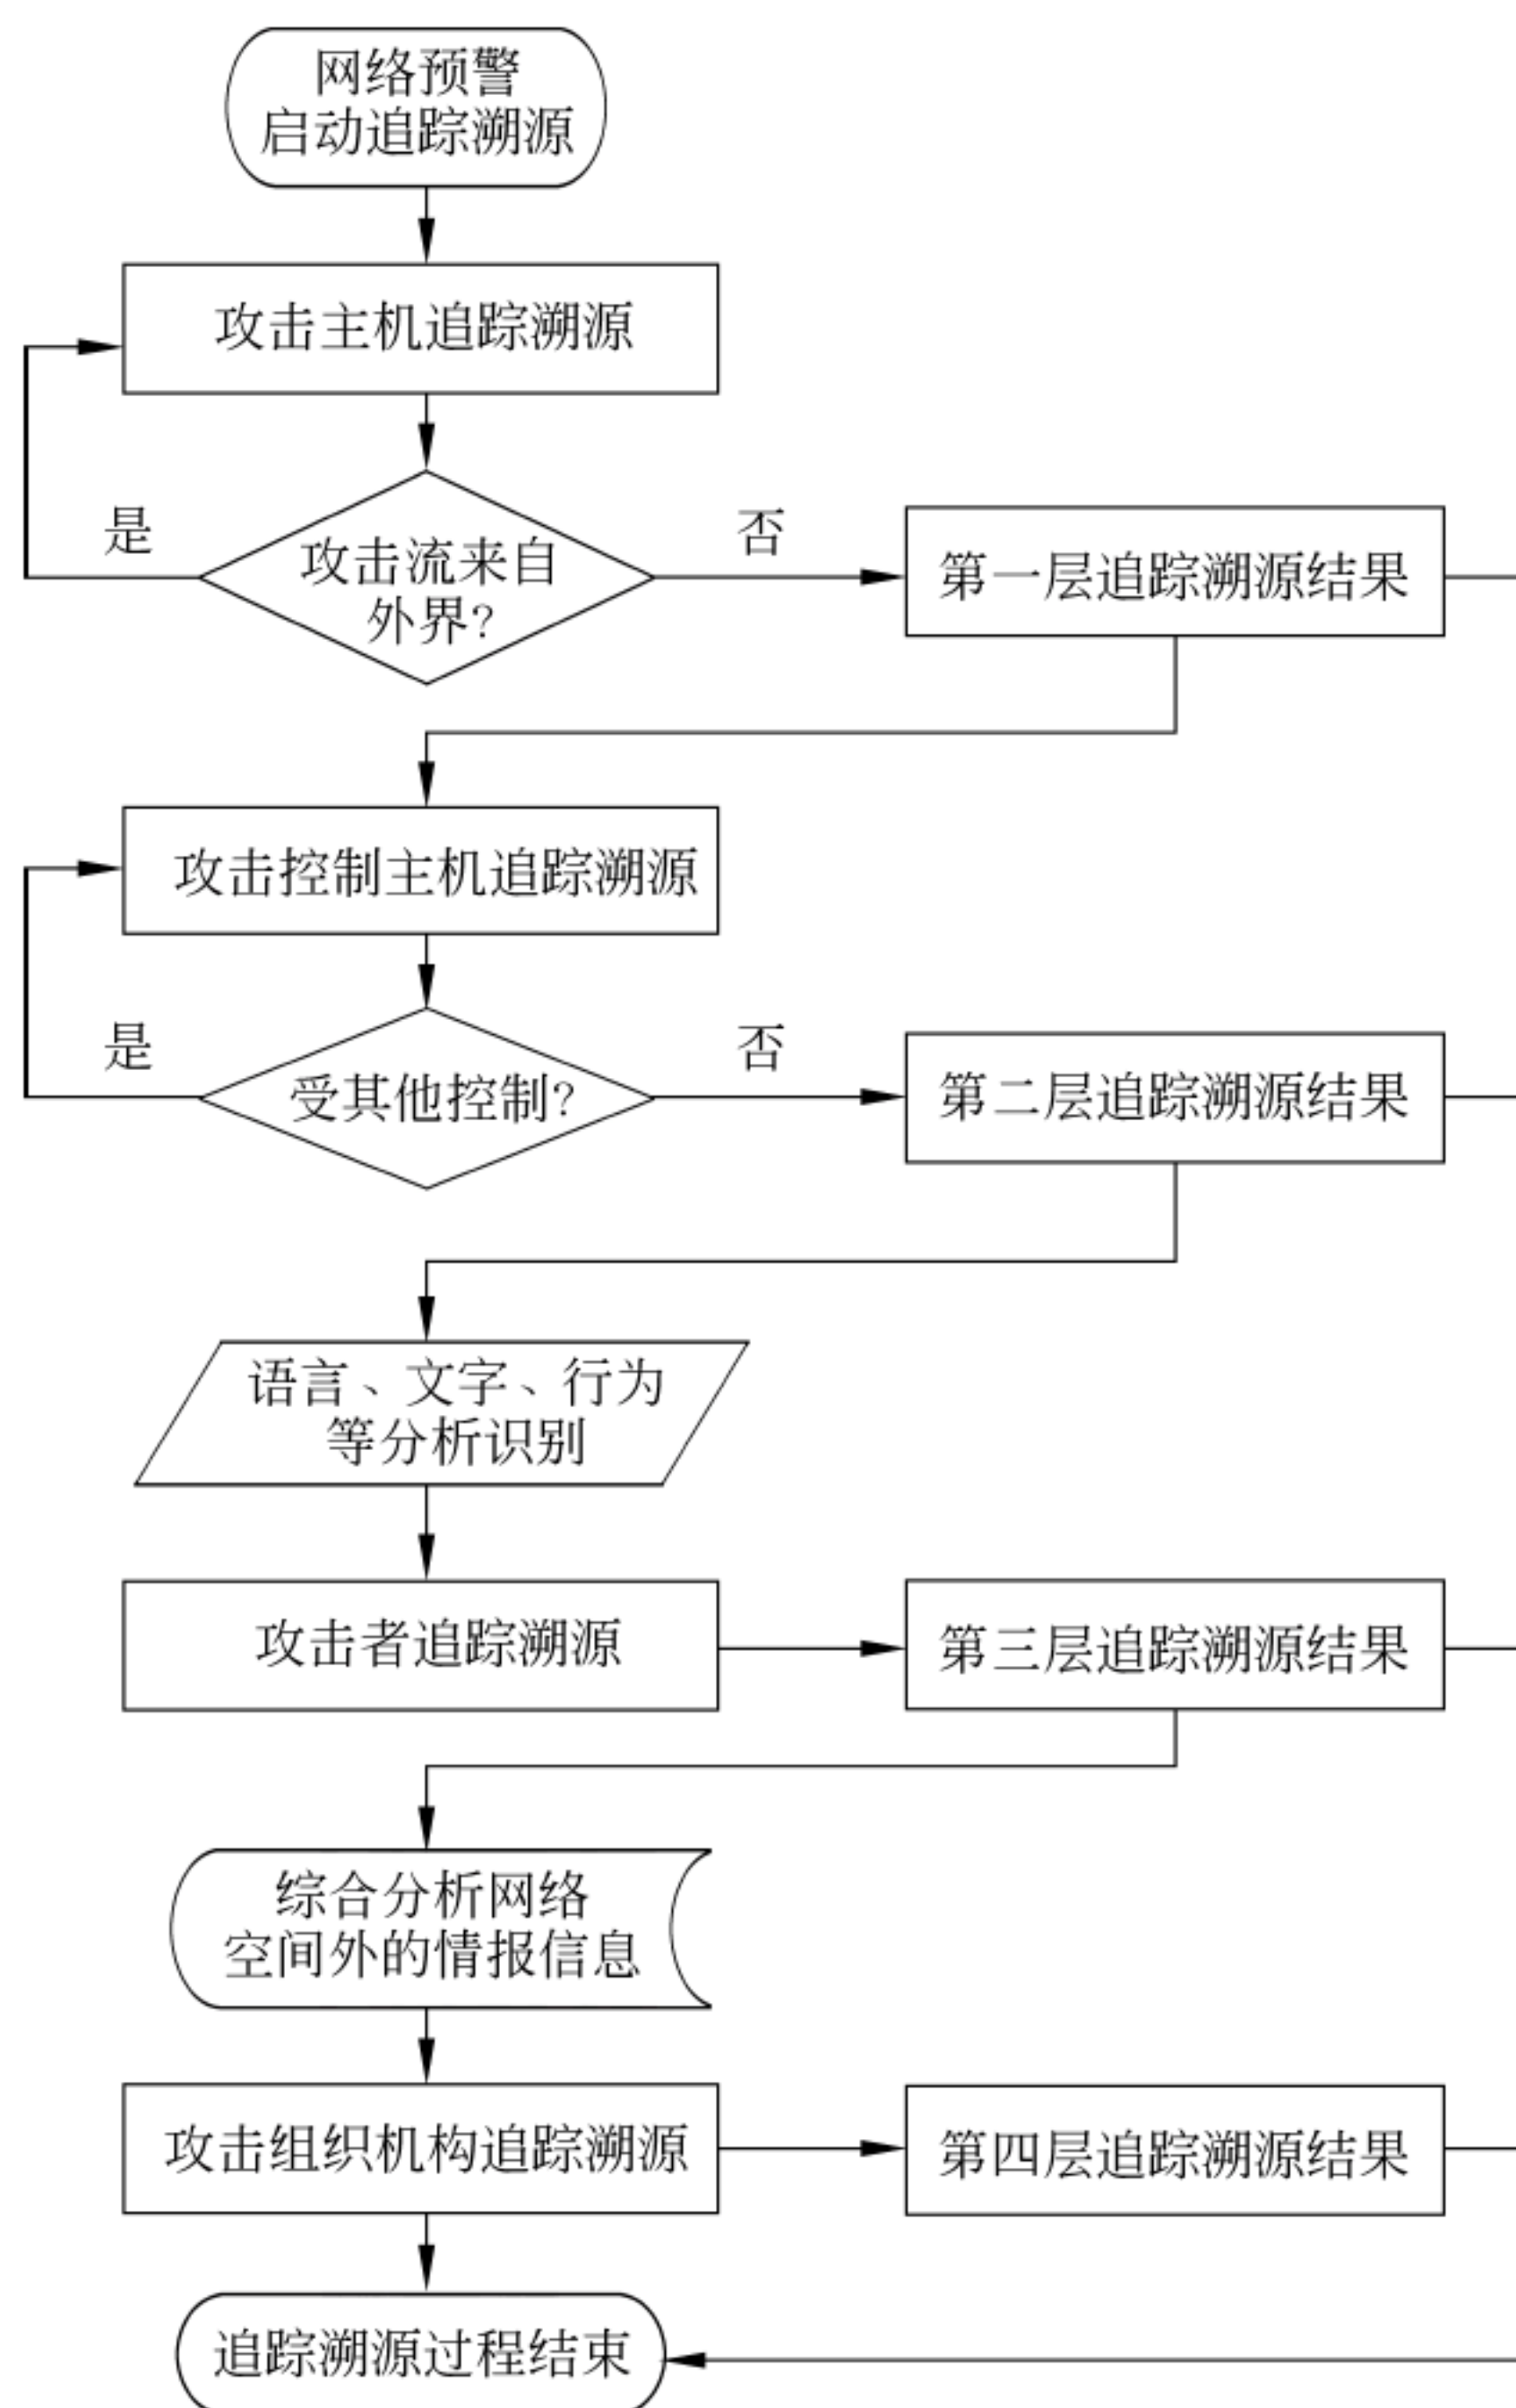 网络预警
启动追踪溯源
攻击主机追踪溯源
是
攻击流来自
外界?
否
第一层追踪溯源结果
攻击控制主机追踪溯源
是
受其他控制?
否
第二层追踪溯源结果
语言、文字、行为
等分析识别
攻击者追踪溯源
第三层追踪溯源结果
综合分析网络
空间外的情报信息
攻击组织机构追踪溯源
第四层追踪溯源结果
追踪溯源过程结束